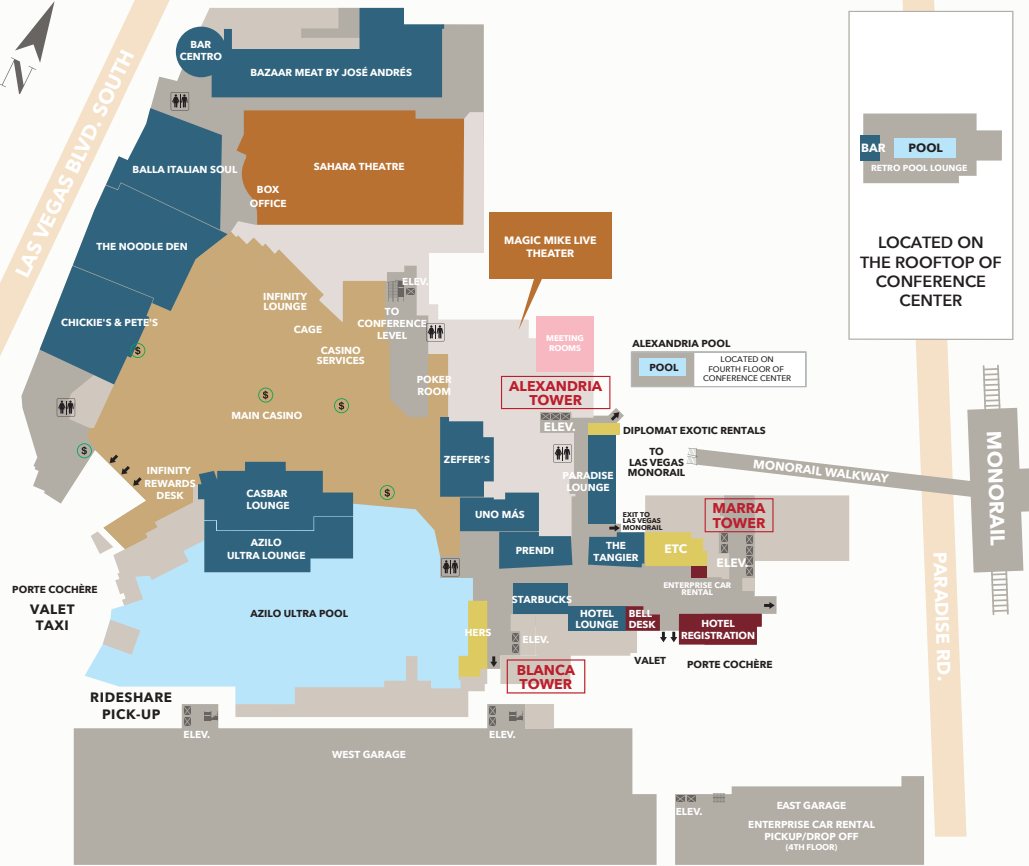 N
LAS VEGAS BLVD. SOUTH
BAR
CENTRO
BAZAAR MEAT BY JOSÉ ANDRÉS
BALLA ITALIAN SOUL
SAHARA THEATRE
BOX
OFFICE
THE NOODLE DEN
CHICKIE'S & PETE'S
$
MAGIC MIKE LIVE
THEATER
INFINITY
LOUNGE
CAGE
CASINO
SERVICES
ELEV.
TO
CONFERENCE
LEVEL
POKER
ROOM
$
$
MAIN CASINO
$
INFINITY
REWARDS
DESK
$
CASBAR
LOUNGE
AZILO
ULTRA LOUNGE
AZILO ULTRA POOL
PORTE COCHÈRE
VALET
TAXI
RIDESHARE
PICK-UP
MEETING
ROOMS
ALEXANDRIA
TOWER
ELEV.
ALEXANDRIA POOL
POOL
LOCATED ON
FOURTH FLOOR OF
CONFERENCE CENTER
DIPLOMAT EXOTIC RENTALS
TO
LAS VEGAS
MONORAIL
MONORAIL WALKWAY
MONORAIL
PARADISE
LOUNGE
EXIT TO
LAS VEGAS
MONORAIL
ZEFFER'S
UNO MÁS
PRENDI
THE
TANGIER
ETC
MARRA
TOWER
ELEV.
ENTERPRISE CAR
RENTAL
STARBUCKS
HOTEL
LOUNGE
BELL
DESK
HOTEL
REGISTRATION
HERS
ELEV.
BLANCA
TOWER
VALET
PORTE COCHÈRE
PARADISE RD.
BAR
POOL
RETRO POOL LOUNGE
LOCATED ON
THE ROOFTOP OF
CONFERENCE
CENTER
ELEV.
ELEV.
WEST GARAGE
ELEV.
EAST GARAGE
ENTERPRISE CAR RENTAL
PICKUP/DROP OFF
(4TH FLOOR)